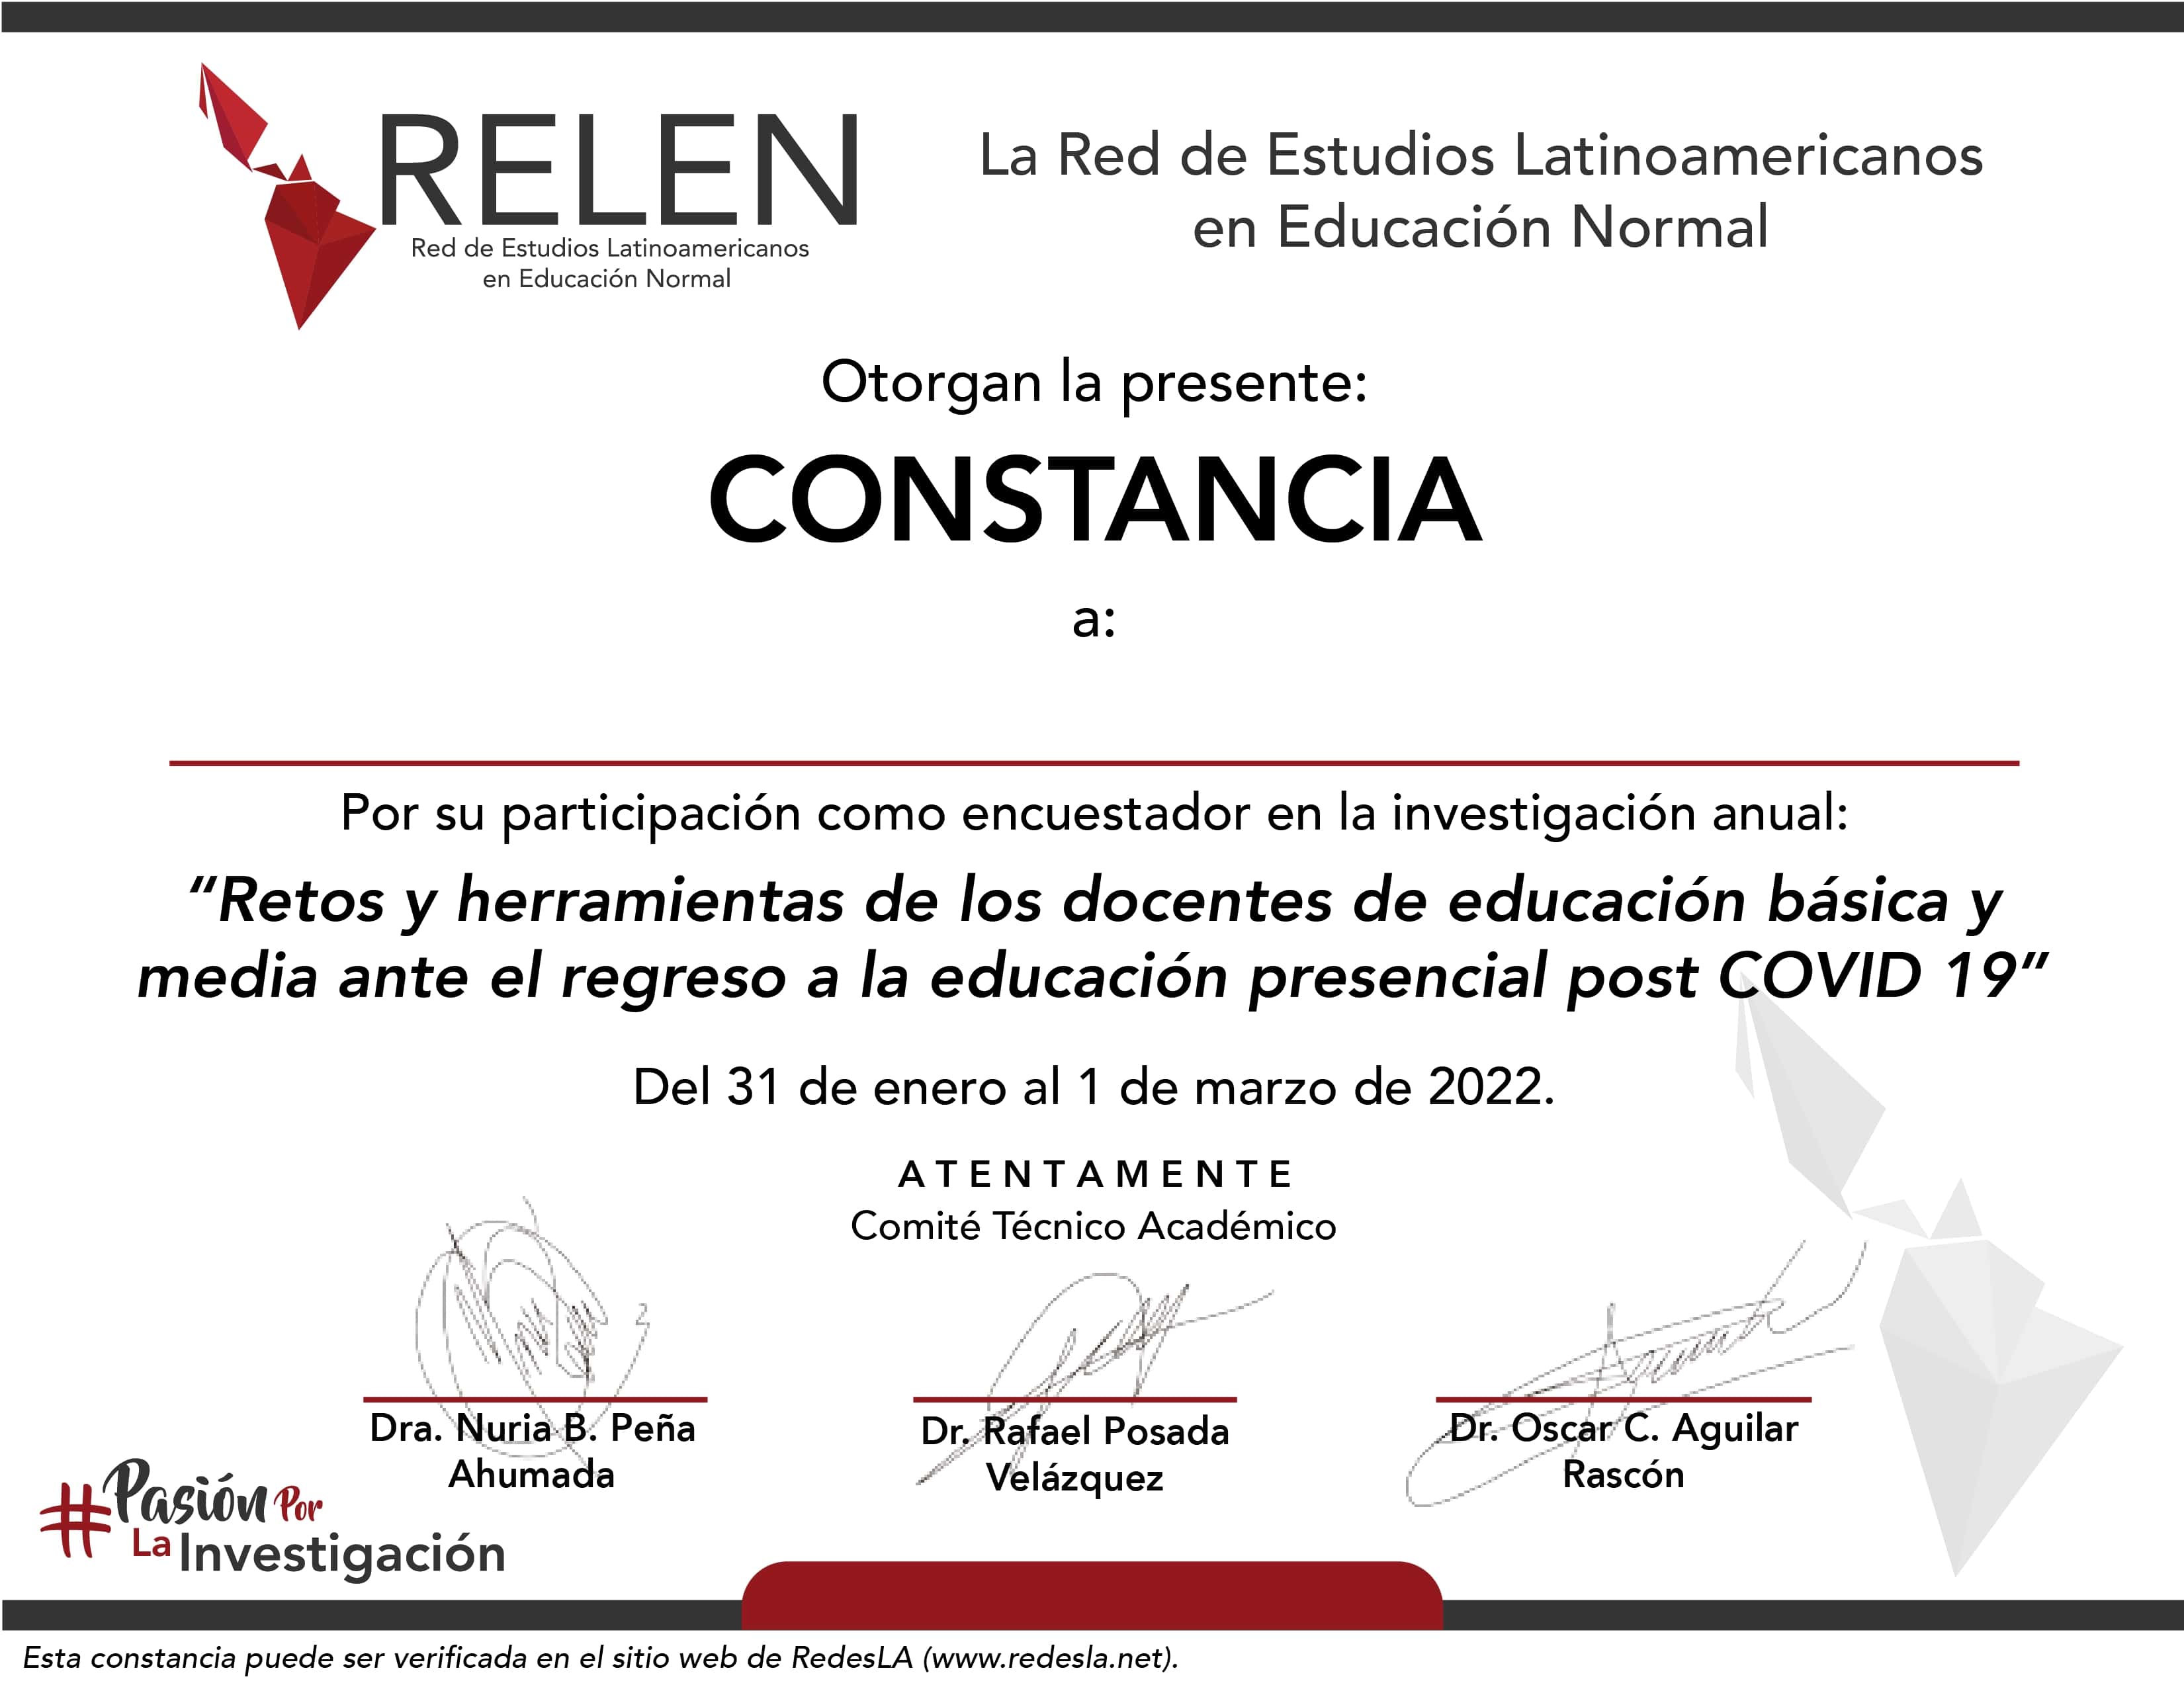 RELEN
Red de Estudios Latinoamericanos
en Educación Normal
La Red de Estudios Latinoamericanos
en Educación Normal
Otorgan la presente:
CONSTANCIA
a:
Por su participación como encuestador en la investigación anual:
“Retos y herramientas de los docentes de educación básica y
media ante el regreso a la educación presencial post COVID 19”
Del 31 de enero al 1 de marzo de 2022.
ATENTAMENTE
Comité Técnico Académico
Dra. Nuria B. Peña
Ahumada
Dr. Rafael Posada
Velázquez
Dr. Oscar C. Aguilar
Rascón
#Pasión Por
La Investigación
Esta constancia puede ser verificada en el sitio web de RedesLA (www.redesla.net).